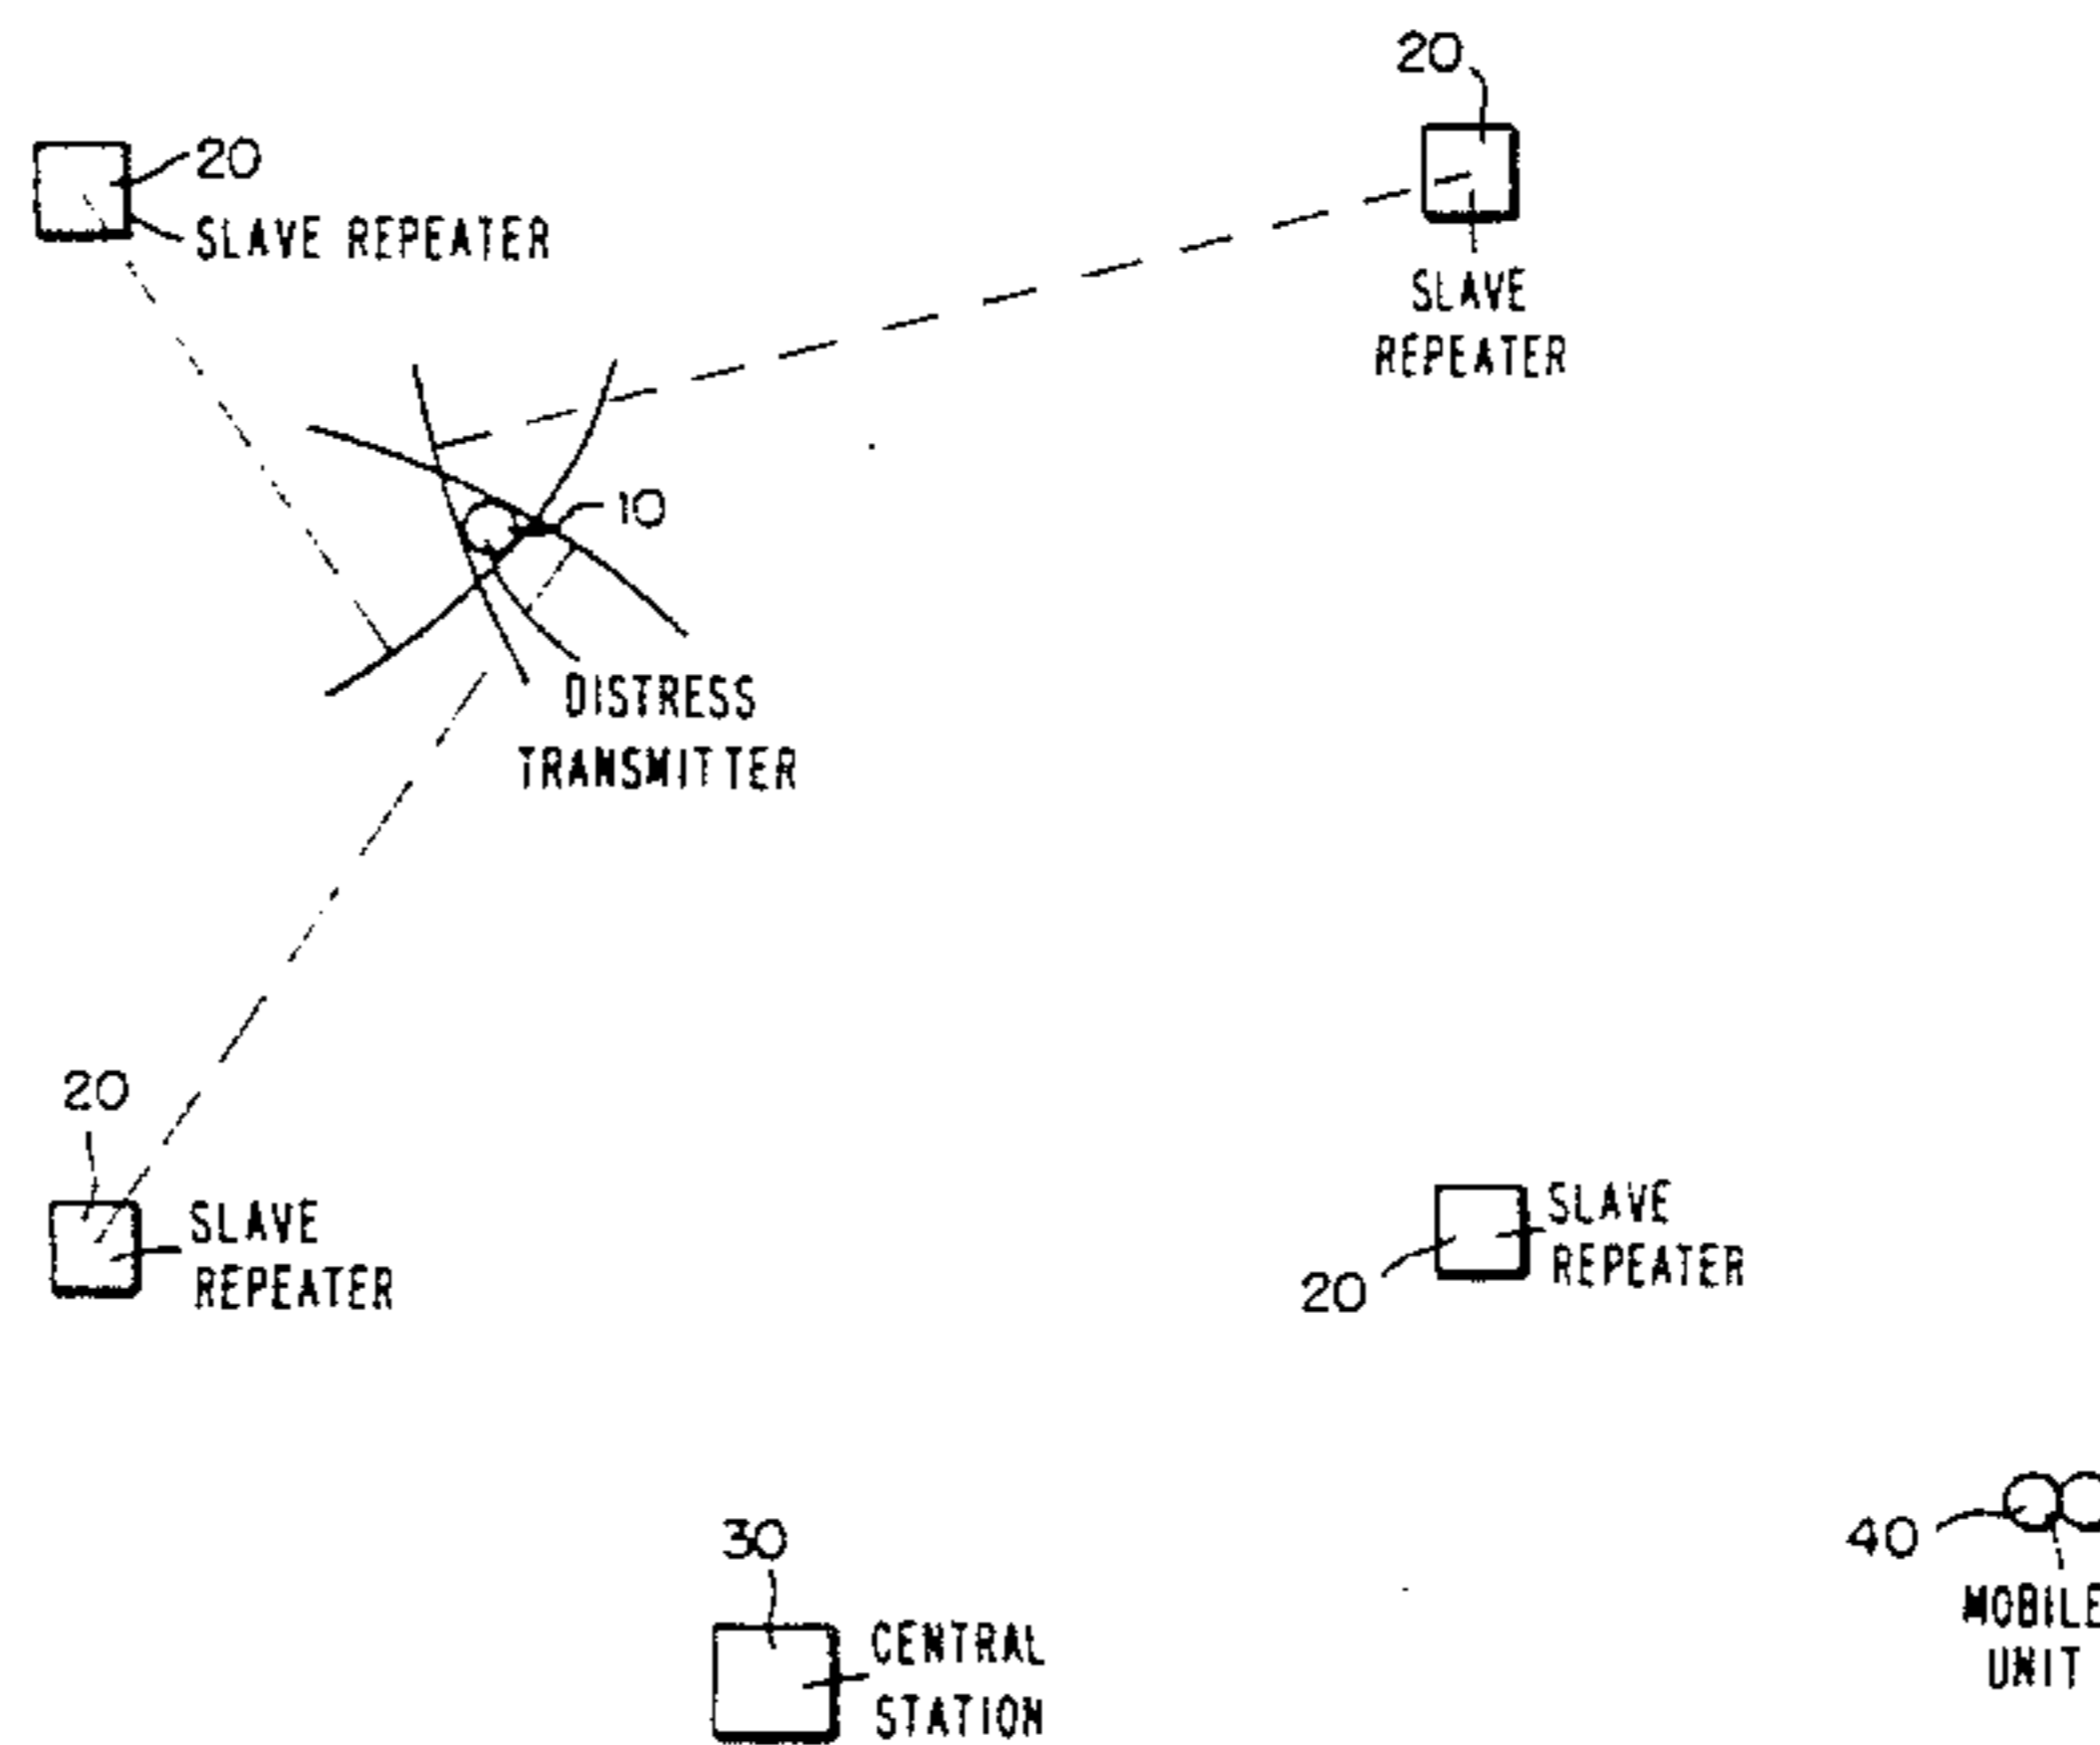 20
20
SLAVE REPEATER
SLAVE
REPEATER
10
DISTRESS
TRANSMITTER
20
SLAVE
REPEATER
SLAVE
REPEATER
20
30
40
CENTRAL
STATION
MOBILE
UNIT